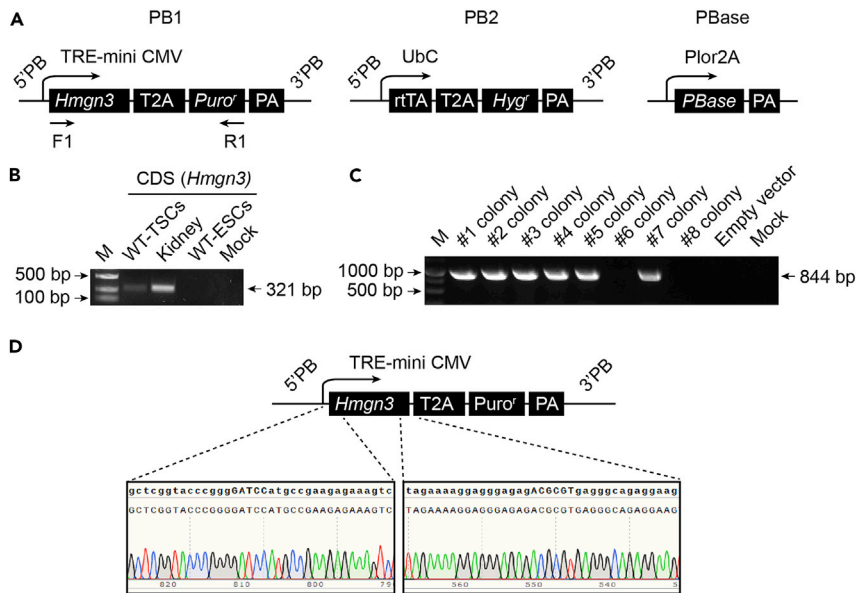 A
PB1
PB2
PBase
5'PB
TRE-mini CMV
3'PB
5'PB
UbC
3'PB
Plor2A
Hmgn3
T2A
Puroʳ
PA
rtTA
T2A
Hygʳ
PA
PBase
PA
F1
R1
B
CDS (Hmgn3)
M
WT-TSCs
Kidney
WT-ESCs
Mock
500 bp
100 bp
321 bp
C
M
#1 colony
#2 colony
#3 colony
#4 colony
#5 colony
#6 colony
#7 colony
#8 colony
Empty vector
Mock
1000 bp
500 bp
844 bp
D
5'PB
TRE-mini CMV
3'PB
Hmgn3
T2A
Puroʳ
PA
gctcggtacccgggGATCCatgccgaagagaaagtc
GCTCGGTACCCGGGGATCCATGCCGAAGAGAAAGTC
820
810
800
79
tagaaaaggagggagagACGCGTgagggcagaggaag
TAGAAAAGGAGGGAGAGACGCGTGAGGGCAGAGGAAG
560
550
540
5